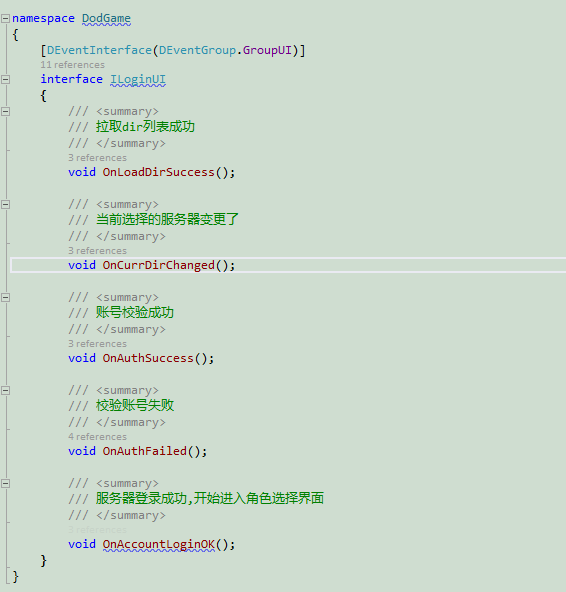 namespace DodGame
{
[DEventInterface(DEventGroup.GroupUI)]
11 references
interface ILoginUI
{
/// <summary>
/// 拉取dir列表成功
/// </summary>
3 references
void OnLoadDirSuccess();
/// <summary>
/// 当前选择的服务器变更了
/// </summary>
3 references
void OnCurrDirChanged();
/// <summary>
/// 账号校验成功
/// </summary>
3 references
void OnAuthSuccess();
/// <summary>
/// 校验账号失败
/// </summary>
4 references
void OnAuthFailed();
/// <summary>
/// 服务器登录成功,开始进入角色选择界面
/// </summary>
references
void OnAccountLoginOK();
}
}